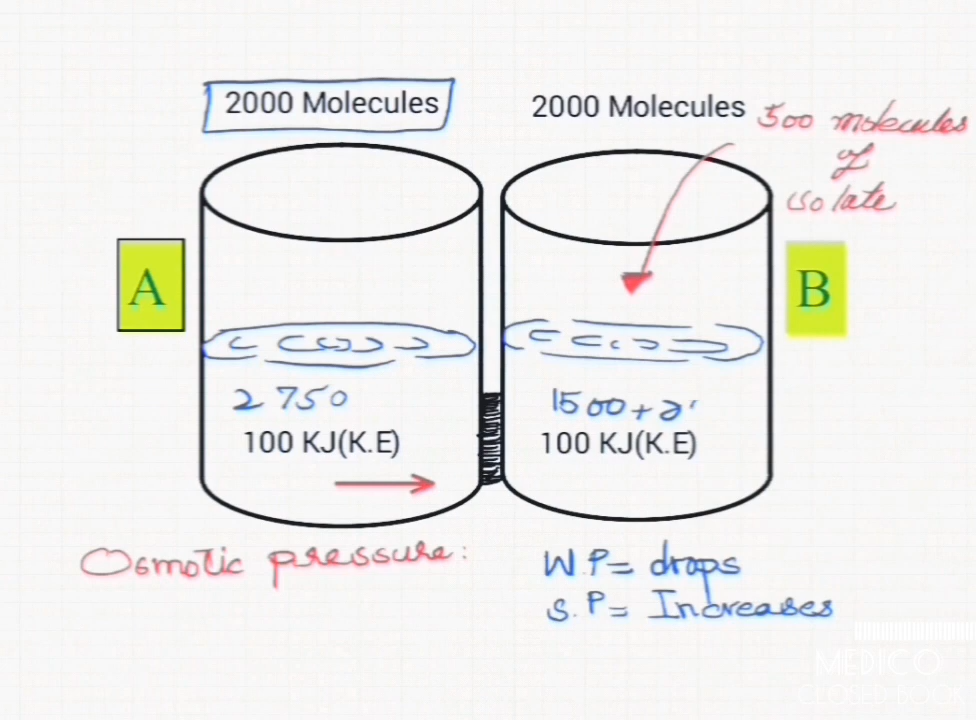 2000 Molecules
2000 Molecules
500 molecules
of
isolate
A
B
2750
1500+2'
100 KJ(K.E)
100 KJ(K.E)
Osmotic pressure:
W.P= drops
S.P= Increases
MEDICO
CLOSED BOOK